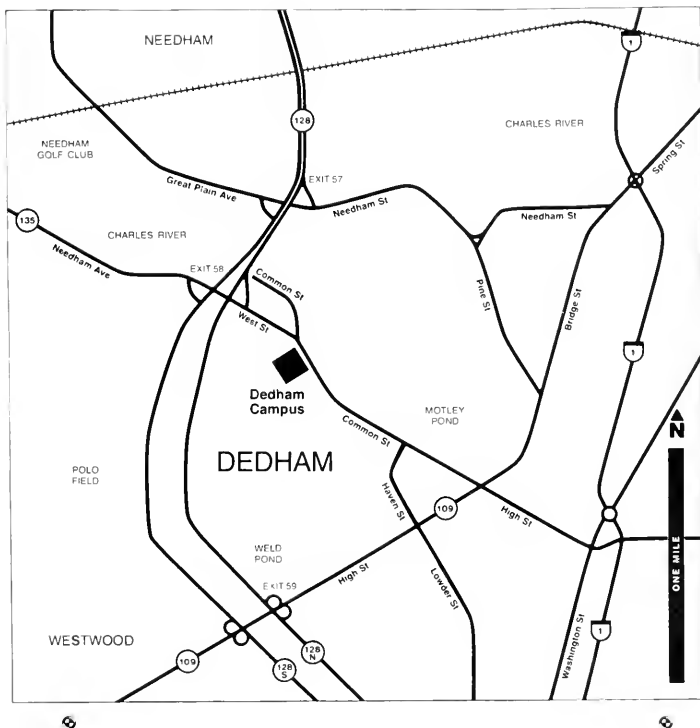 NEEDHAM
1
128
CHARLES RIVER
Spring St
NEEDHAM
GOLF CLUB
EXIT 57
Great Plain Ave
Needham St
Needham St
135
CHARLES RIVER
Needham Ave
EXIT 58
Common St
West St
Pine St
Bridge St
1
Dedham
Campus
MOTLEY
POND
N
Common St
DEDHAM
POLO
FIELD
Haven St
109
High St
WELD
POND
EXIT 59
High St
Lowder St
ONE MILE
WESTWOOD
109
128
S
128
N
Washington St
1